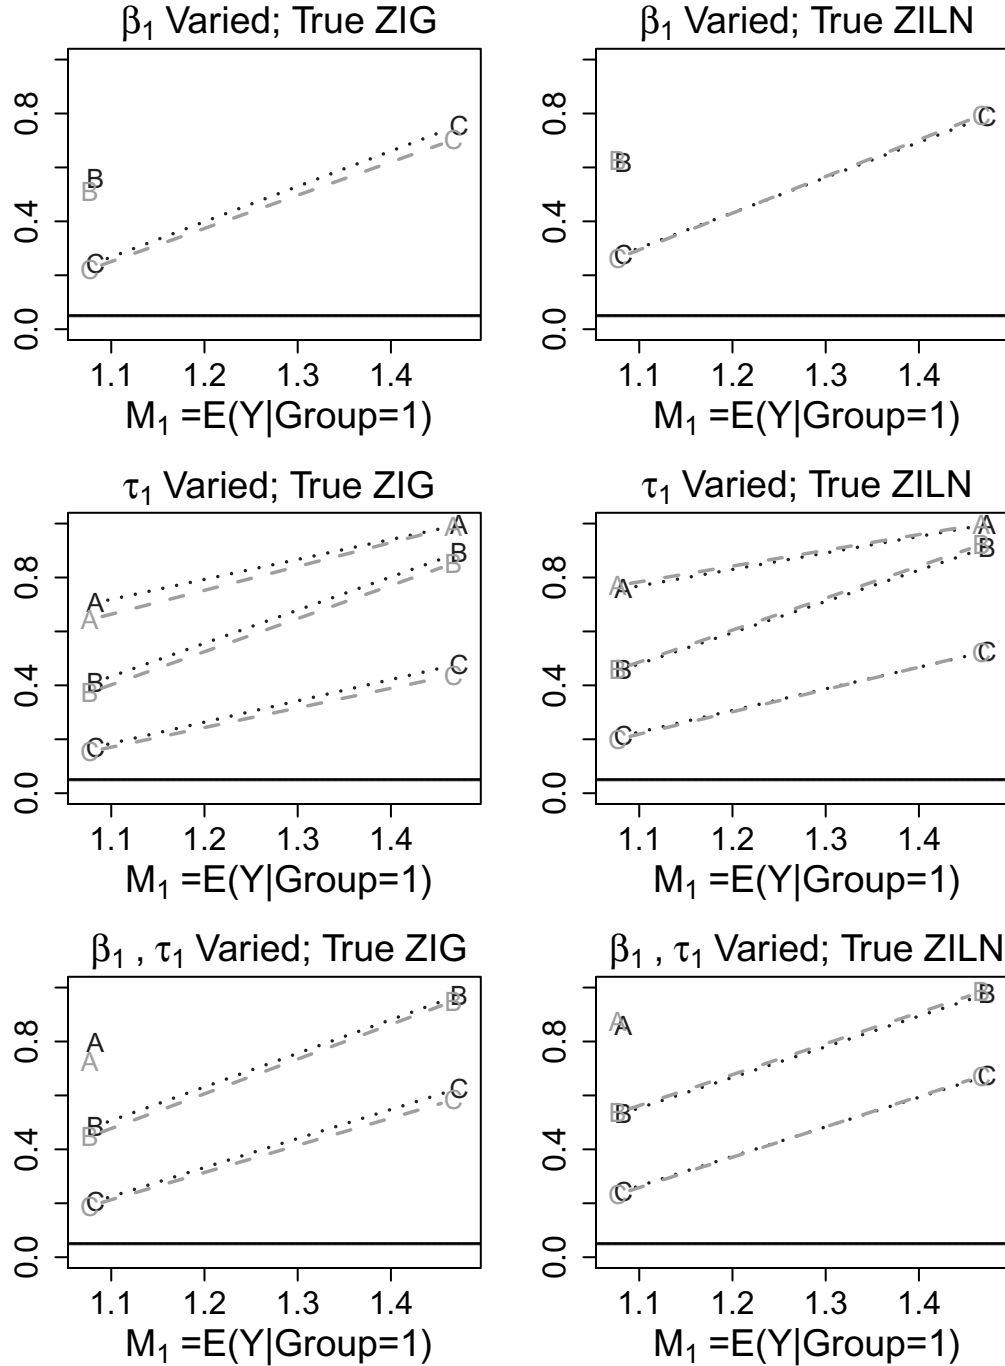 β1 Varied; True ZIG
0.0 0.4 0.8
B
B
C
C
C
C
1.1 1.2 1.3 1.4
M1 =E(Y|Group=1)
β1 Varied; True ZILN
0.0 0.4 0.8
B
B
C
C
C
C
1.1 1.2 1.3 1.4
M1 =E(Y|Group=1)
τ1 Varied; True ZIG
0.0 0.4 0.8
A
A
A
A
B
B
B
B
C
C
C
C
1.1 1.2 1.3 1.4
M1 =E(Y|Group=1)
τ1 Varied; True ZILN
0.0 0.4 0.8
A
A
A
A
B
B
B
B
C
C
C
C
1.1 1.2 1.3 1.4
M1 =E(Y|Group=1)
β1 , τ1 Varied; True ZIG
0.0 0.4 0.8
A
A
B
B
B
B
C
C
C
C
1.1 1.2 1.3 1.4
M1 =E(Y|Group=1)
β1 , τ1 Varied; True ZILN
0.0 0.4 0.8
A
A
B
B
B
B
C
C
C
C
1.1 1.2 1.3 1.4
M1 =E(Y|Group=1)